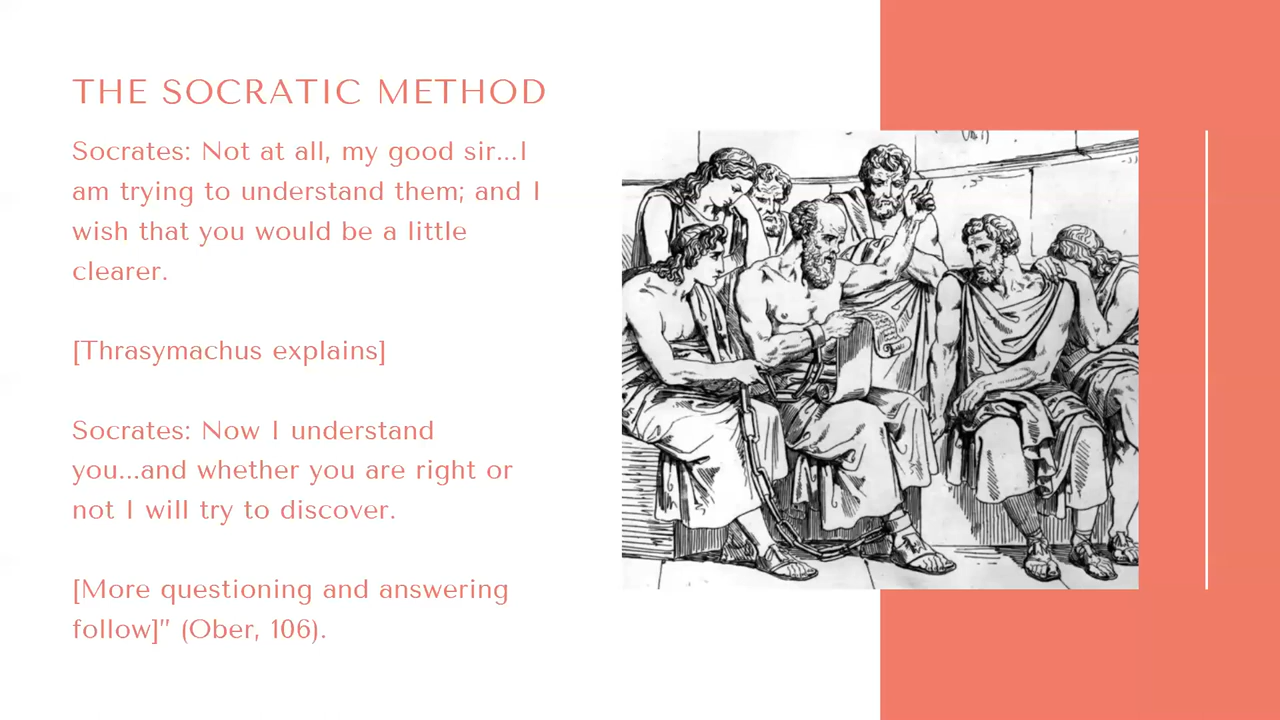 THE SOCRATIC METHOD
Socrates: Not at all, my good sir...I
am trying to understand them; and I
wish that you would be a little
clearer.
[Thrasymachus explains]
Socrates: Now I understand
you...and whether you are right or
not I will try to discover.
[More questioning and answering
follow]” (Ober, 106).